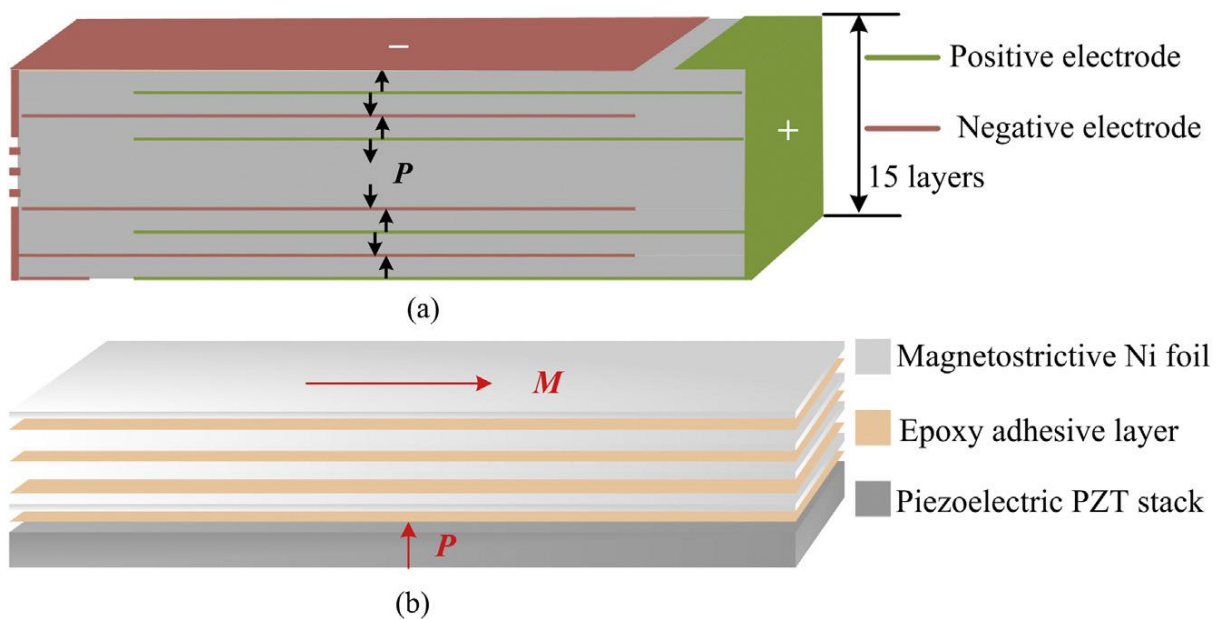 −
Positive electrode
+
Negative electrode
P
15 layers
(a)
Magnetostrictive Ni foil
M
Epoxy adhesive layer
Piezoelectric PZT stack
P
(b)